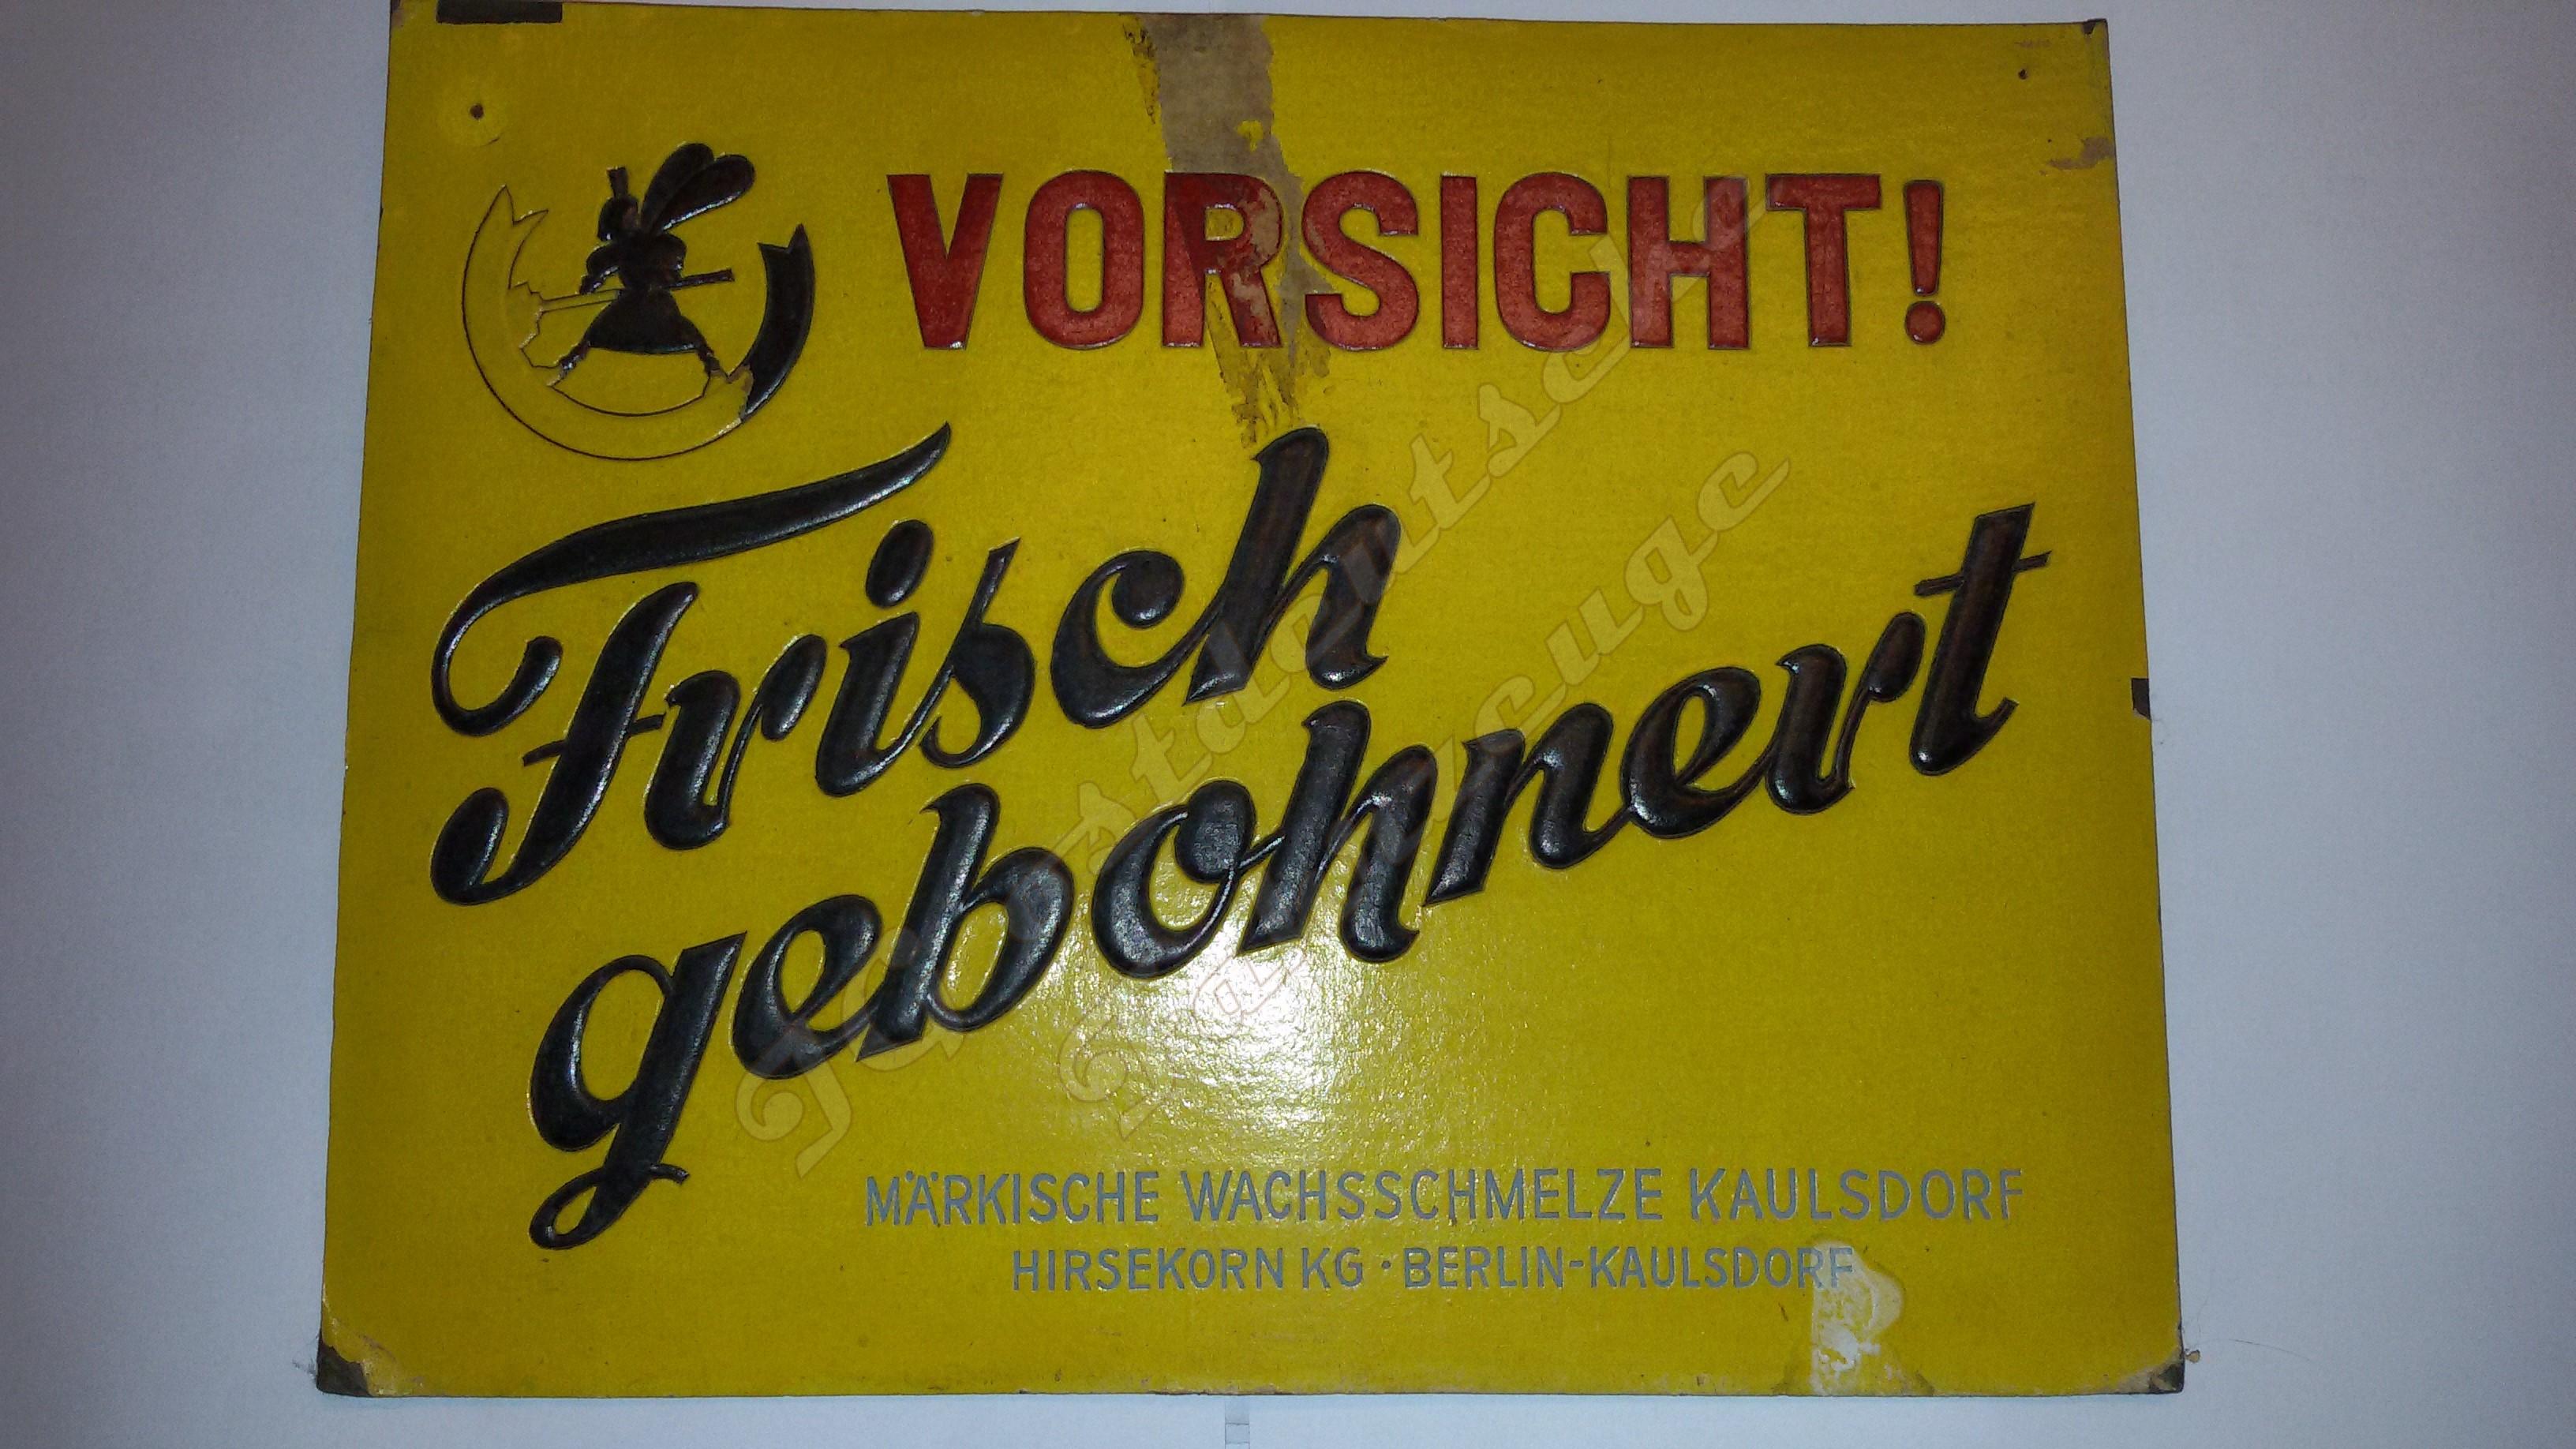 VORSICHT!
Frisch
gebohnert
MÄRKISCHE WACHSSCHMELZE KAULSDORF
HIRSEKORN KG · BERLIN-KAULSDORF